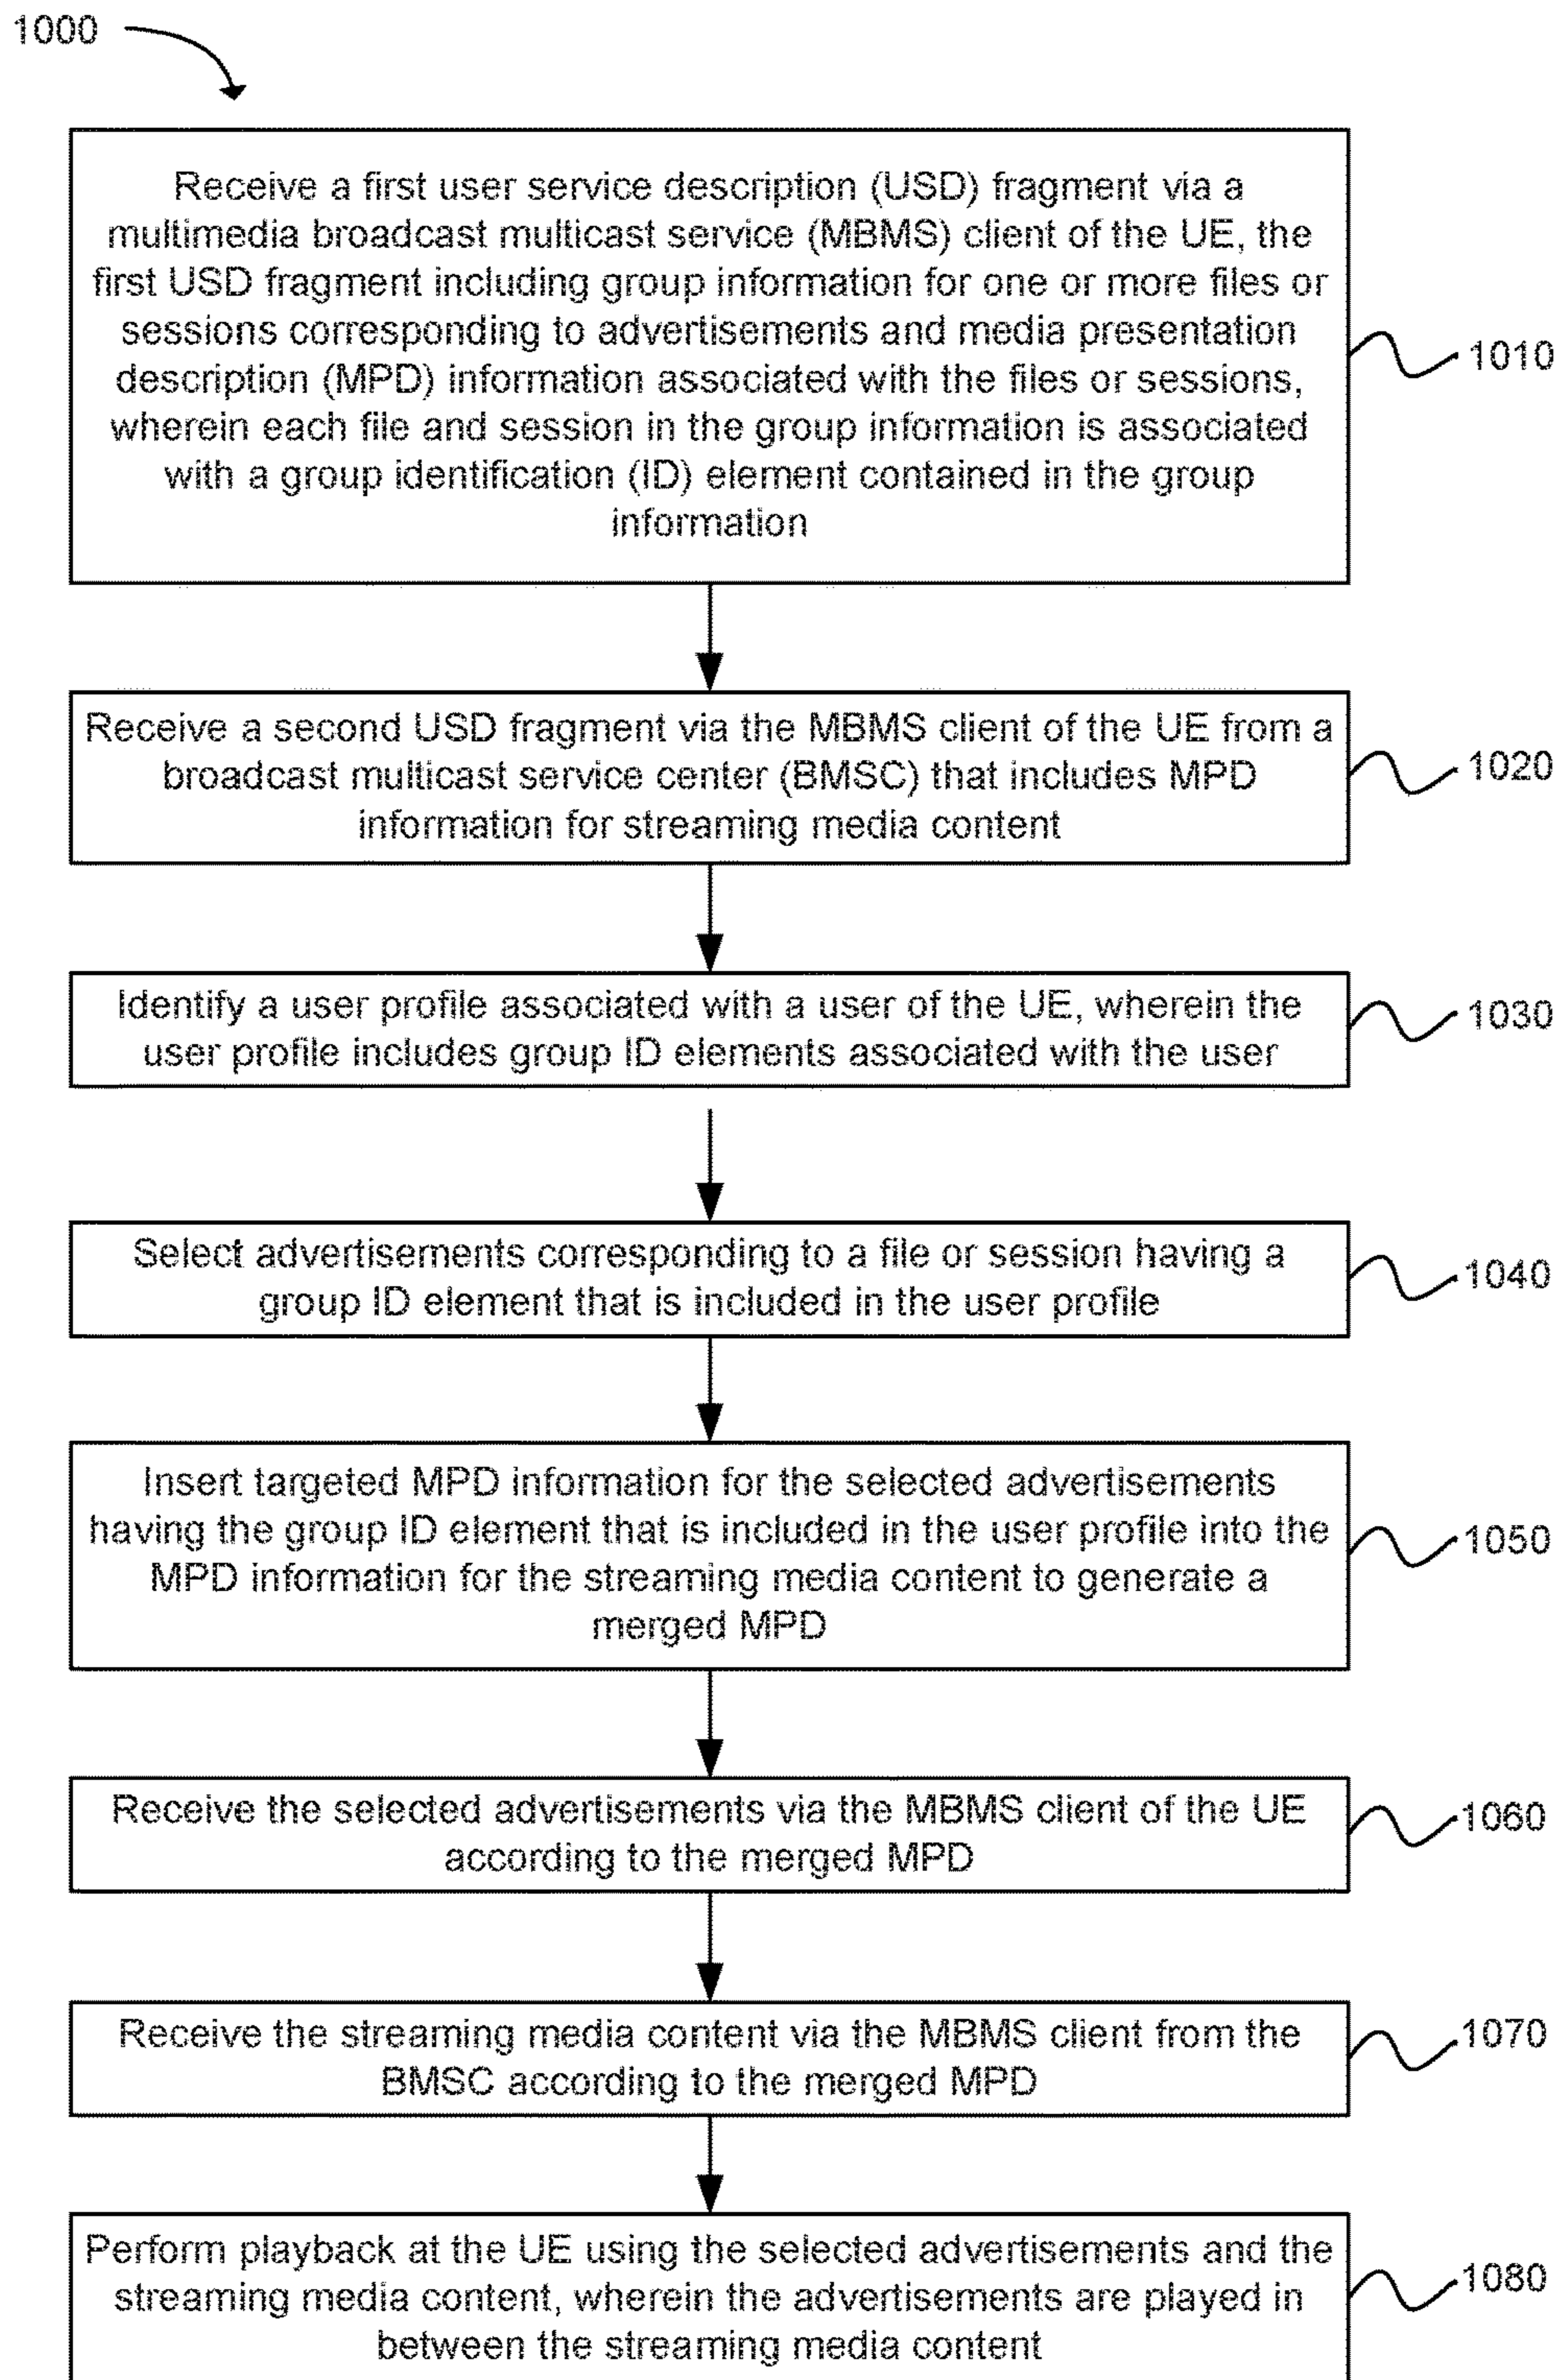 1000
Receive a first user service description (USD) fragment via a
multimedia broadcast multicast service (MBMS) client of the UE, the
first USD fragment including group information for one or more files or
sessions corresponding to advertisements and media presentation
description (MPD) information associated with the files or sessions,
wherein each file and session in the group information is associated
with a group identification (ID) element contained in the group
information
1010
Receive a second USD fragment via the MBMS client of the UE from a
broadcast multicast service center (BMSC) that includes MPD
information for streaming media content
1020
Identify a user profile associated with a user of the UE, wherein the
user profile includes group ID elements associated with the user
1030
Select advertisements corresponding to a file or session having a
group ID element that is included in the user profile
1040
Insert targeted MPD information for the selected advertisements
having the group ID element that is included in the user profile into the
MPD information for the streaming media content to generate a
merged MPD
1050
Receive the selected advertisements via the MBMS client of the UE
according to the merged MPD
1060
Receive the streaming media content via the MBMS client from the
BMSC according to the merged MPD
1070
Perform playback at the UE using the selected advertisements and the
streaming media content, wherein the advertisements are played in
between the streaming media content
1080